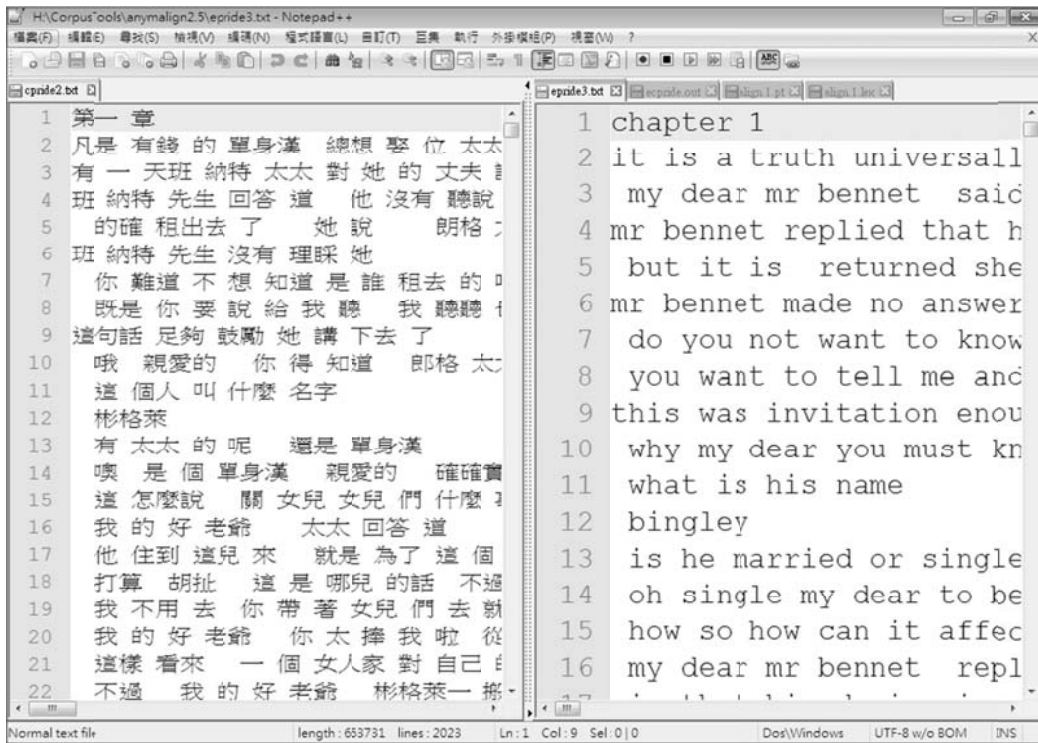 H:\CorpusTools\anymalign2.5\epride3.txt - Notepad++
檔案(F) 編輯(E) 尋找(S) 檢視(V) 編碼(N) 程式語言(L) 自訂(T) 巨集 執行 外掛模組(P) 視窗(W) ? X
cpride2.txt
1 第一 章
2 凡是 有錢 的 單身漢 總想 娶 位 太太
3 有 一 天班 納特 太太 對 她 的 丈夫
4 班 納特 先生 回答 道 他 沒有 聽說
5 的確 租出去 了 她 說 朗格
6 班 納特 先生 沒有 理睬 她
7 你 難道 不 想 知道 是 誰 租去 的
8 既是 你 要 說 給 我 聽 我 聽聽
9 這句話 足夠 鼓勵 她 講 下去 了
10 哦 親愛的 你 得 知道 郎格 太
11 這 個人 叫 什麼 名字
12 彬格萊
13 有 太太 的 呢 還是 單身漢
14 噢 是 個 單身漢 親愛的 確確實
15 這 怎麼說 關 女兒 女兒 們 什麼
16 我 的 好 老爺 太太 回答 道
17 他 住到 這兒 來 就是 為了 這 個
18 打算 胡扯 這 是 哪兒 的話 不過
19 我 不用 去 你 帶 著 女兒 們 去 就
20 我 的 好 老爺 你 太 捧 我 啦 從
21 這樣 看來 一 個 女人家 對 自己
22 不過 我 的 好 老爺 彬格萊一 搬
epride3.txt ecpride.out align.1.pt align.1.lex
1 chapter 1
2 it is a truth universall
3 my dear mr bennet said
4 mr bennet replied that h
5 but it is returned she
6 mr bennet made no answer
7 do you not want to know
8 you want to tell me and
9 this was invitation enou
10 why my dear you must kn
11 what is his name
12 bingley
13 is he married or single
14 oh single my dear to be
15 how so how can it affec
16 my dear mr bennet repl
17
Normal text file length : 653731 lines : 2023 Ln : 1 Col : 9 Sel : 0 | 0 Dos\Windows UTF-8 w/o BOM INS